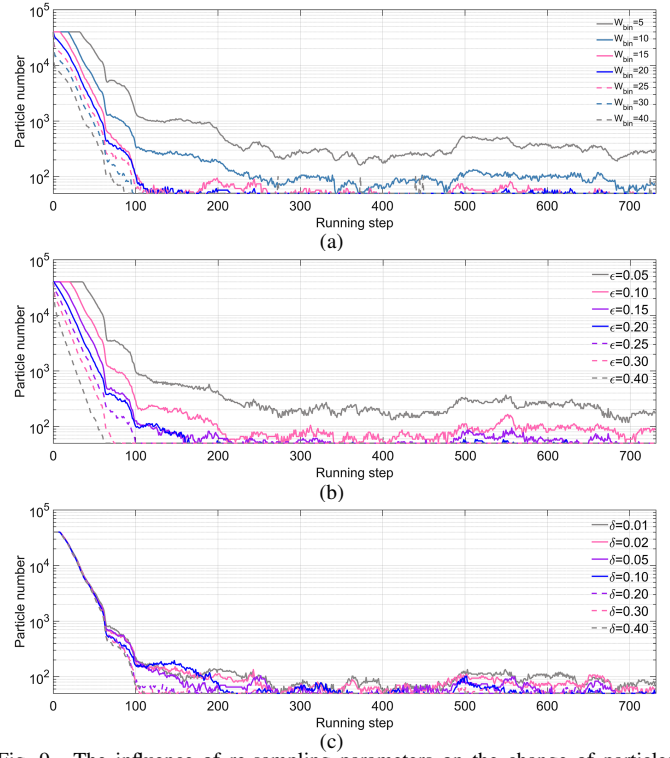 10^5
10^4
10^3
10^2
Particle number
W_bin=5
W_bin=10
W_bin=15
W_bin=20
W_bin=25
W_bin=30
W_bin=40
0 100 200 300 400 500 600 700
Running step
(a)
10^5
10^4
10^3
10^2
Particle number
ϵ=0.05
ϵ=0.10
ϵ=0.15
ϵ=0.20
ϵ=0.25
ϵ=0.30
ϵ=0.40
0 100 200 300 400 500 600 700
Running step
(b)
10^5
10^4
10^3
10^2
Particle number
δ=0.01
δ=0.02
δ=0.05
δ=0.10
δ=0.20
δ=0.30
δ=0.40
0 100 200 300 400 500 600 700
Running step
(c)
Fig. 9. The influence of re-sampling parameters on the change of particles